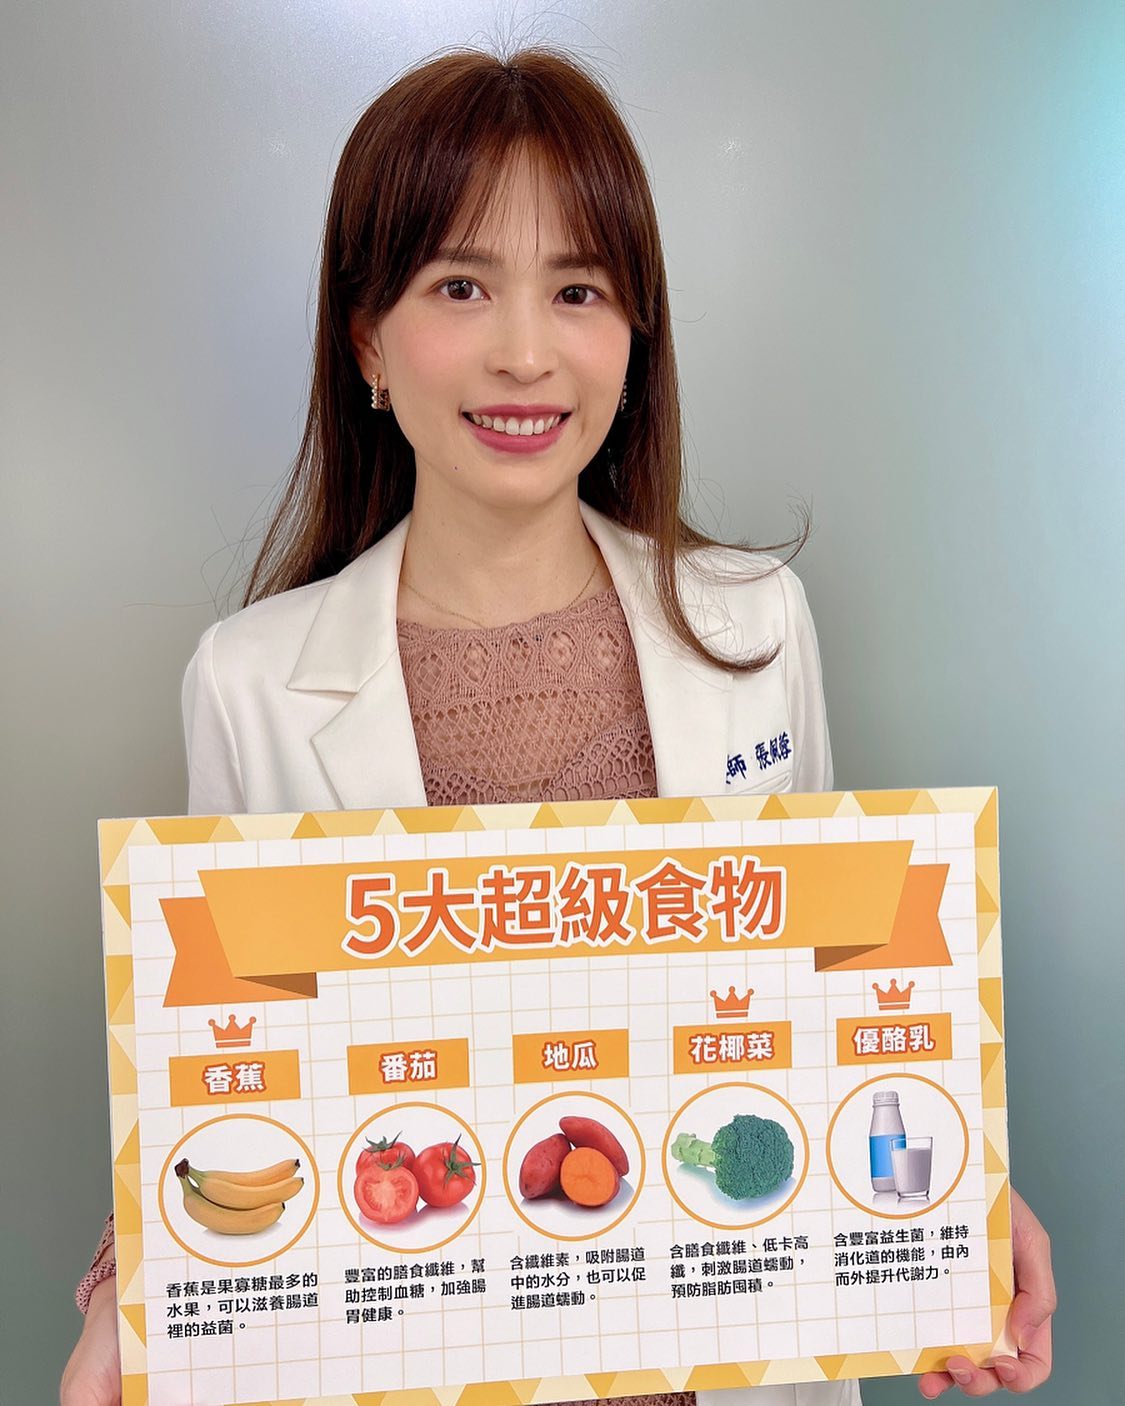 師 張佩蓉
5大超級食物
香蕉
香蕉是果寡糖最多的
水果，可以滋養腸道
裡的益菌。
番茄
豐富的膳食纖維，幫
助控制血糖，加強腸
胃健康。
地瓜
含纖維素，吸附腸道
中的水分，也可以促
進腸道蠕動。
花椰菜
含膳食纖維、低卡高
纖，刺激腸道蠕動，
預防脂肪囤積。
優酪乳
含豐富益生菌，維持
消化道的機能，由內
而外提升代謝力。